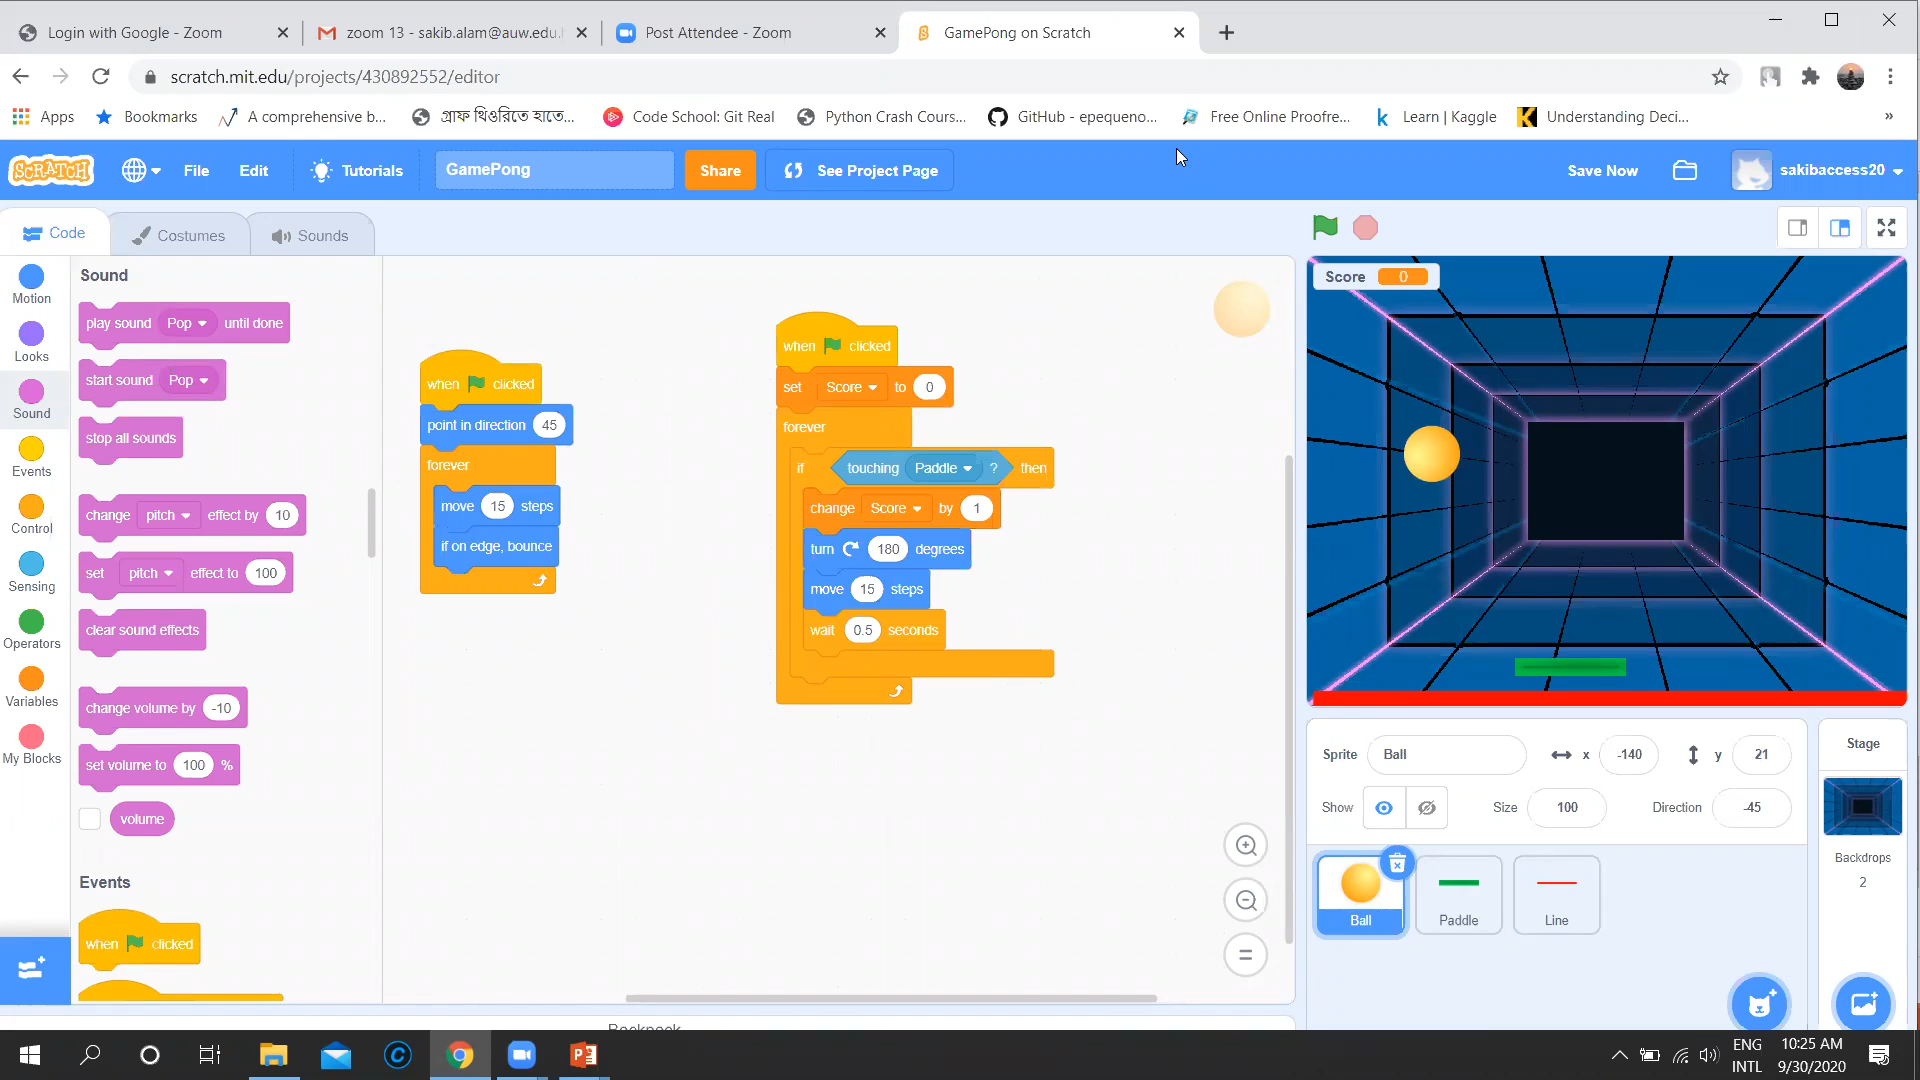 Login with Google - Zoom
zoom 13 - sakib.alam@auw.edu.
Post Attendee - Zoom
GamePong on Scratch
scratch.mit.edu/projects/430892552/editor
Apps
Bookmarks
A comprehensive b...
গ্রাফ থিওরিতে হাতে...
Code School: Git Real
Python Crash Cours...
GitHub - epequeno...
Free Online Proofre...
Learn | Kaggle
Understanding Deci...
»
SCRATCH
File
Edit
Tutorials
GamePong
Share
See Project Page
Save Now
sakibaccess20
Code
Costumes
Sounds
Motion
Looks
Sound
Events
Control
Sensing
Operators
Variables
My Blocks
Sound
play sound Pop until done
start sound Pop
stop all sounds
change pitch effect by 10
set pitch effect to 100
clear sound effects
change volume by -10
set volume to 100 %
volume
Events
when clicked
when clicked
point in direction 45
forever
move 15 steps
if on edge, bounce
when clicked
set Score to 0
forever
if touching Paddle ? then
change Score by 1
turn 180 degrees
move 15 steps
wait 0.5 seconds
Score 0
Sprite Ball x -140 y 21
Show Size 100 Direction -45
Ball
Paddle
Line
Stage
Backdrops
2
Backpack
ENG
INTL
10:25 AM
9/30/2020